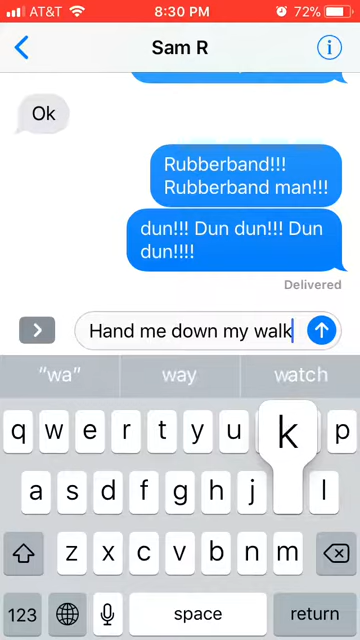 AT&T 8:30 PM 72%
Sam R
Ok
Rubberband!!!
Rubberband man!!!
dun!!! Dun dun!!! Dun
dun!!!!
Delivered
Hand me down my walk
“wa” way watch
q w e r t y u k p
a s d f g h j l
z x c v b n m
123 space return